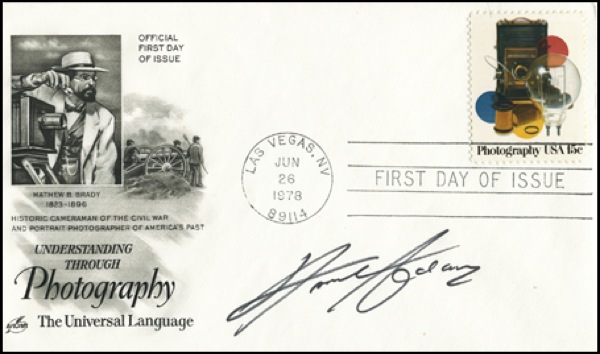 OFFICIAL
FIRST DAY
OF ISSUE
MATHEW B. BRADY
1823-1896
HISTORIC CAMERAMAN OF THE CIVIL WAR
AND PORTRAIT PHOTOGRAPHER OF AMERICA'S PAST
UNDERSTANDING
THROUGH
Photography
The Universal Language
ArtCraft
LAS VEGAS, NV
JUN
26
1978
89114
Photography USA 15c
FIRST DAY OF ISSUE
Adams